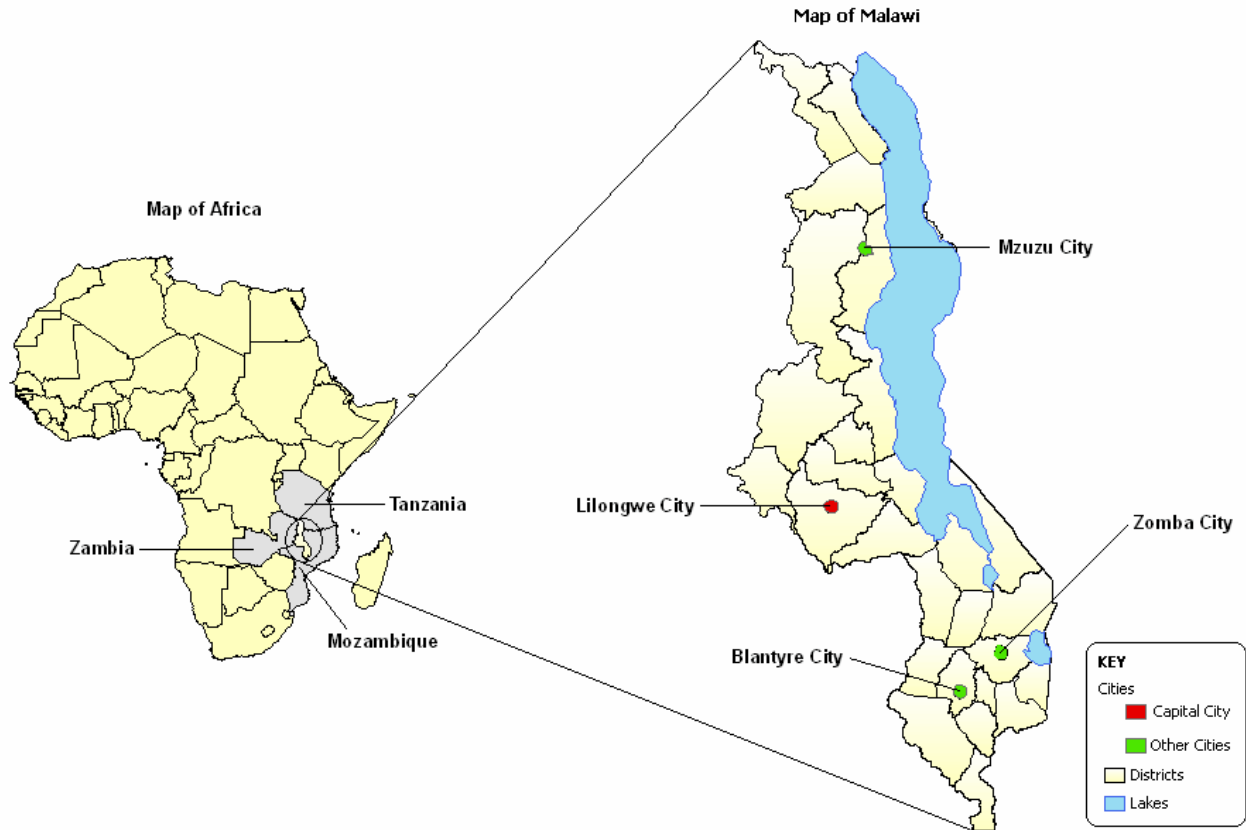 Map of Malawi
Map of Africa
Mzuzu City
Tanzania
Lilongwe City
Zomba City
Zambia
Mozambique
Blantyre City
KEY
Cities
Capital City
Other Cities
Districts
Lakes